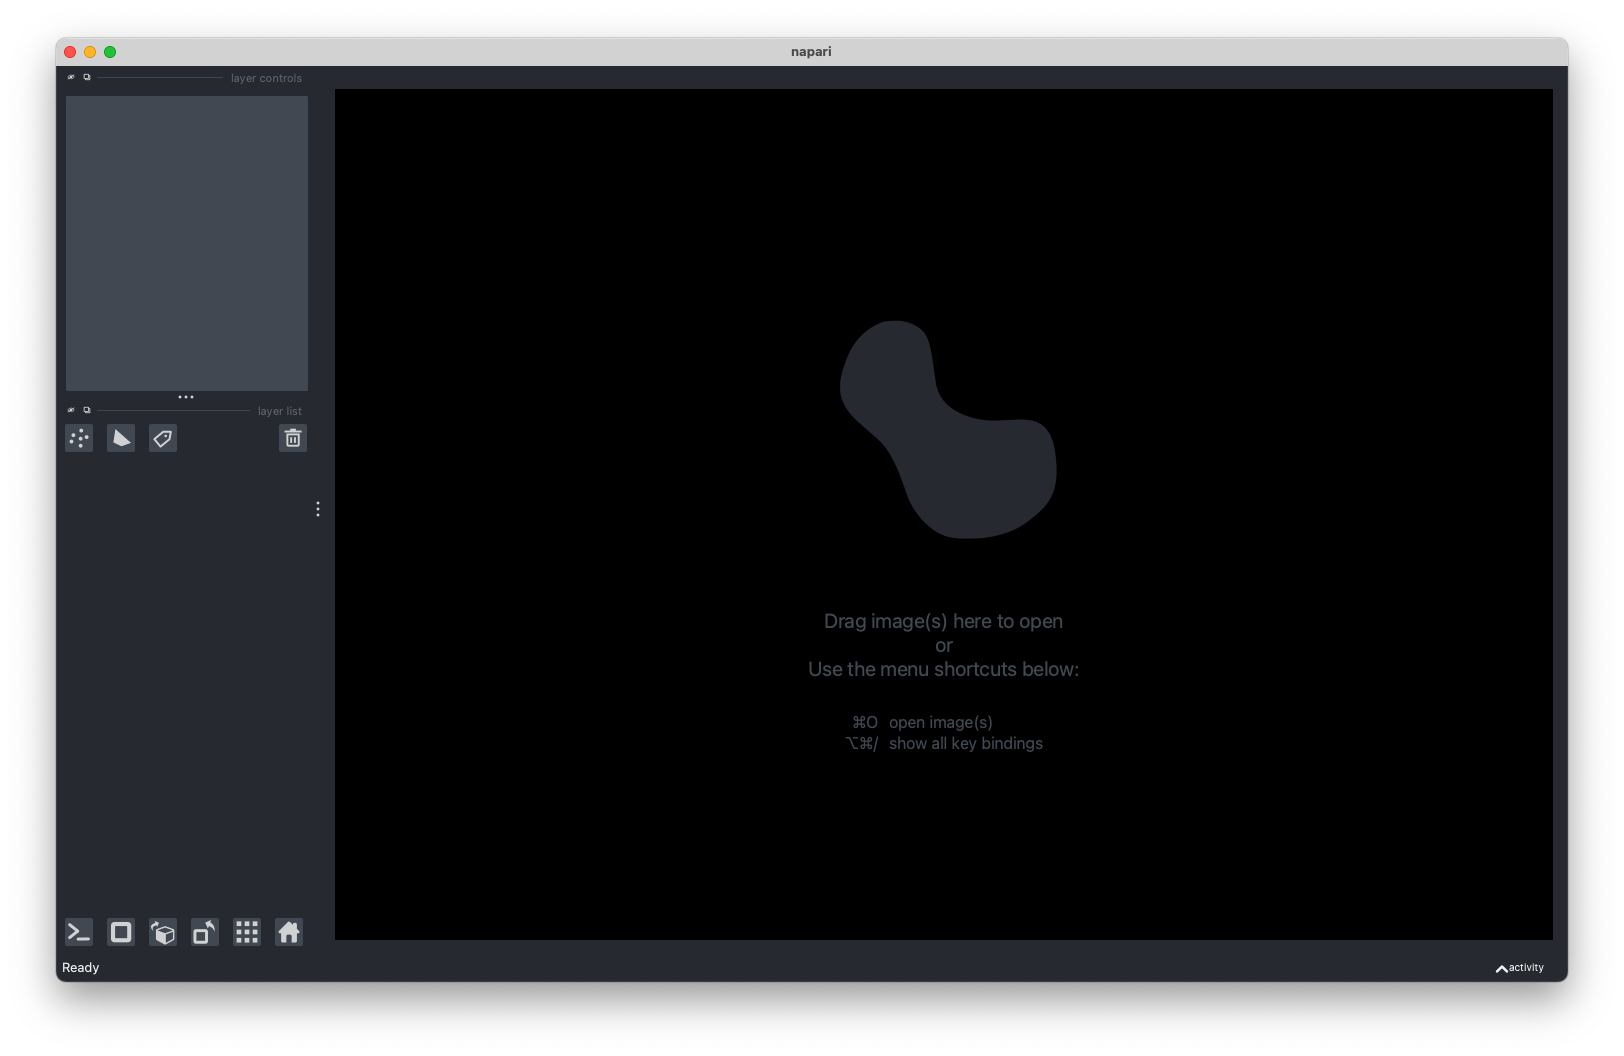 napari
layer controls
layer list
Drag image(s) here to open
or
Use the menu shortcuts below:
⌘O open image(s)
⌥⌘/ show all key bindings
Ready
activity